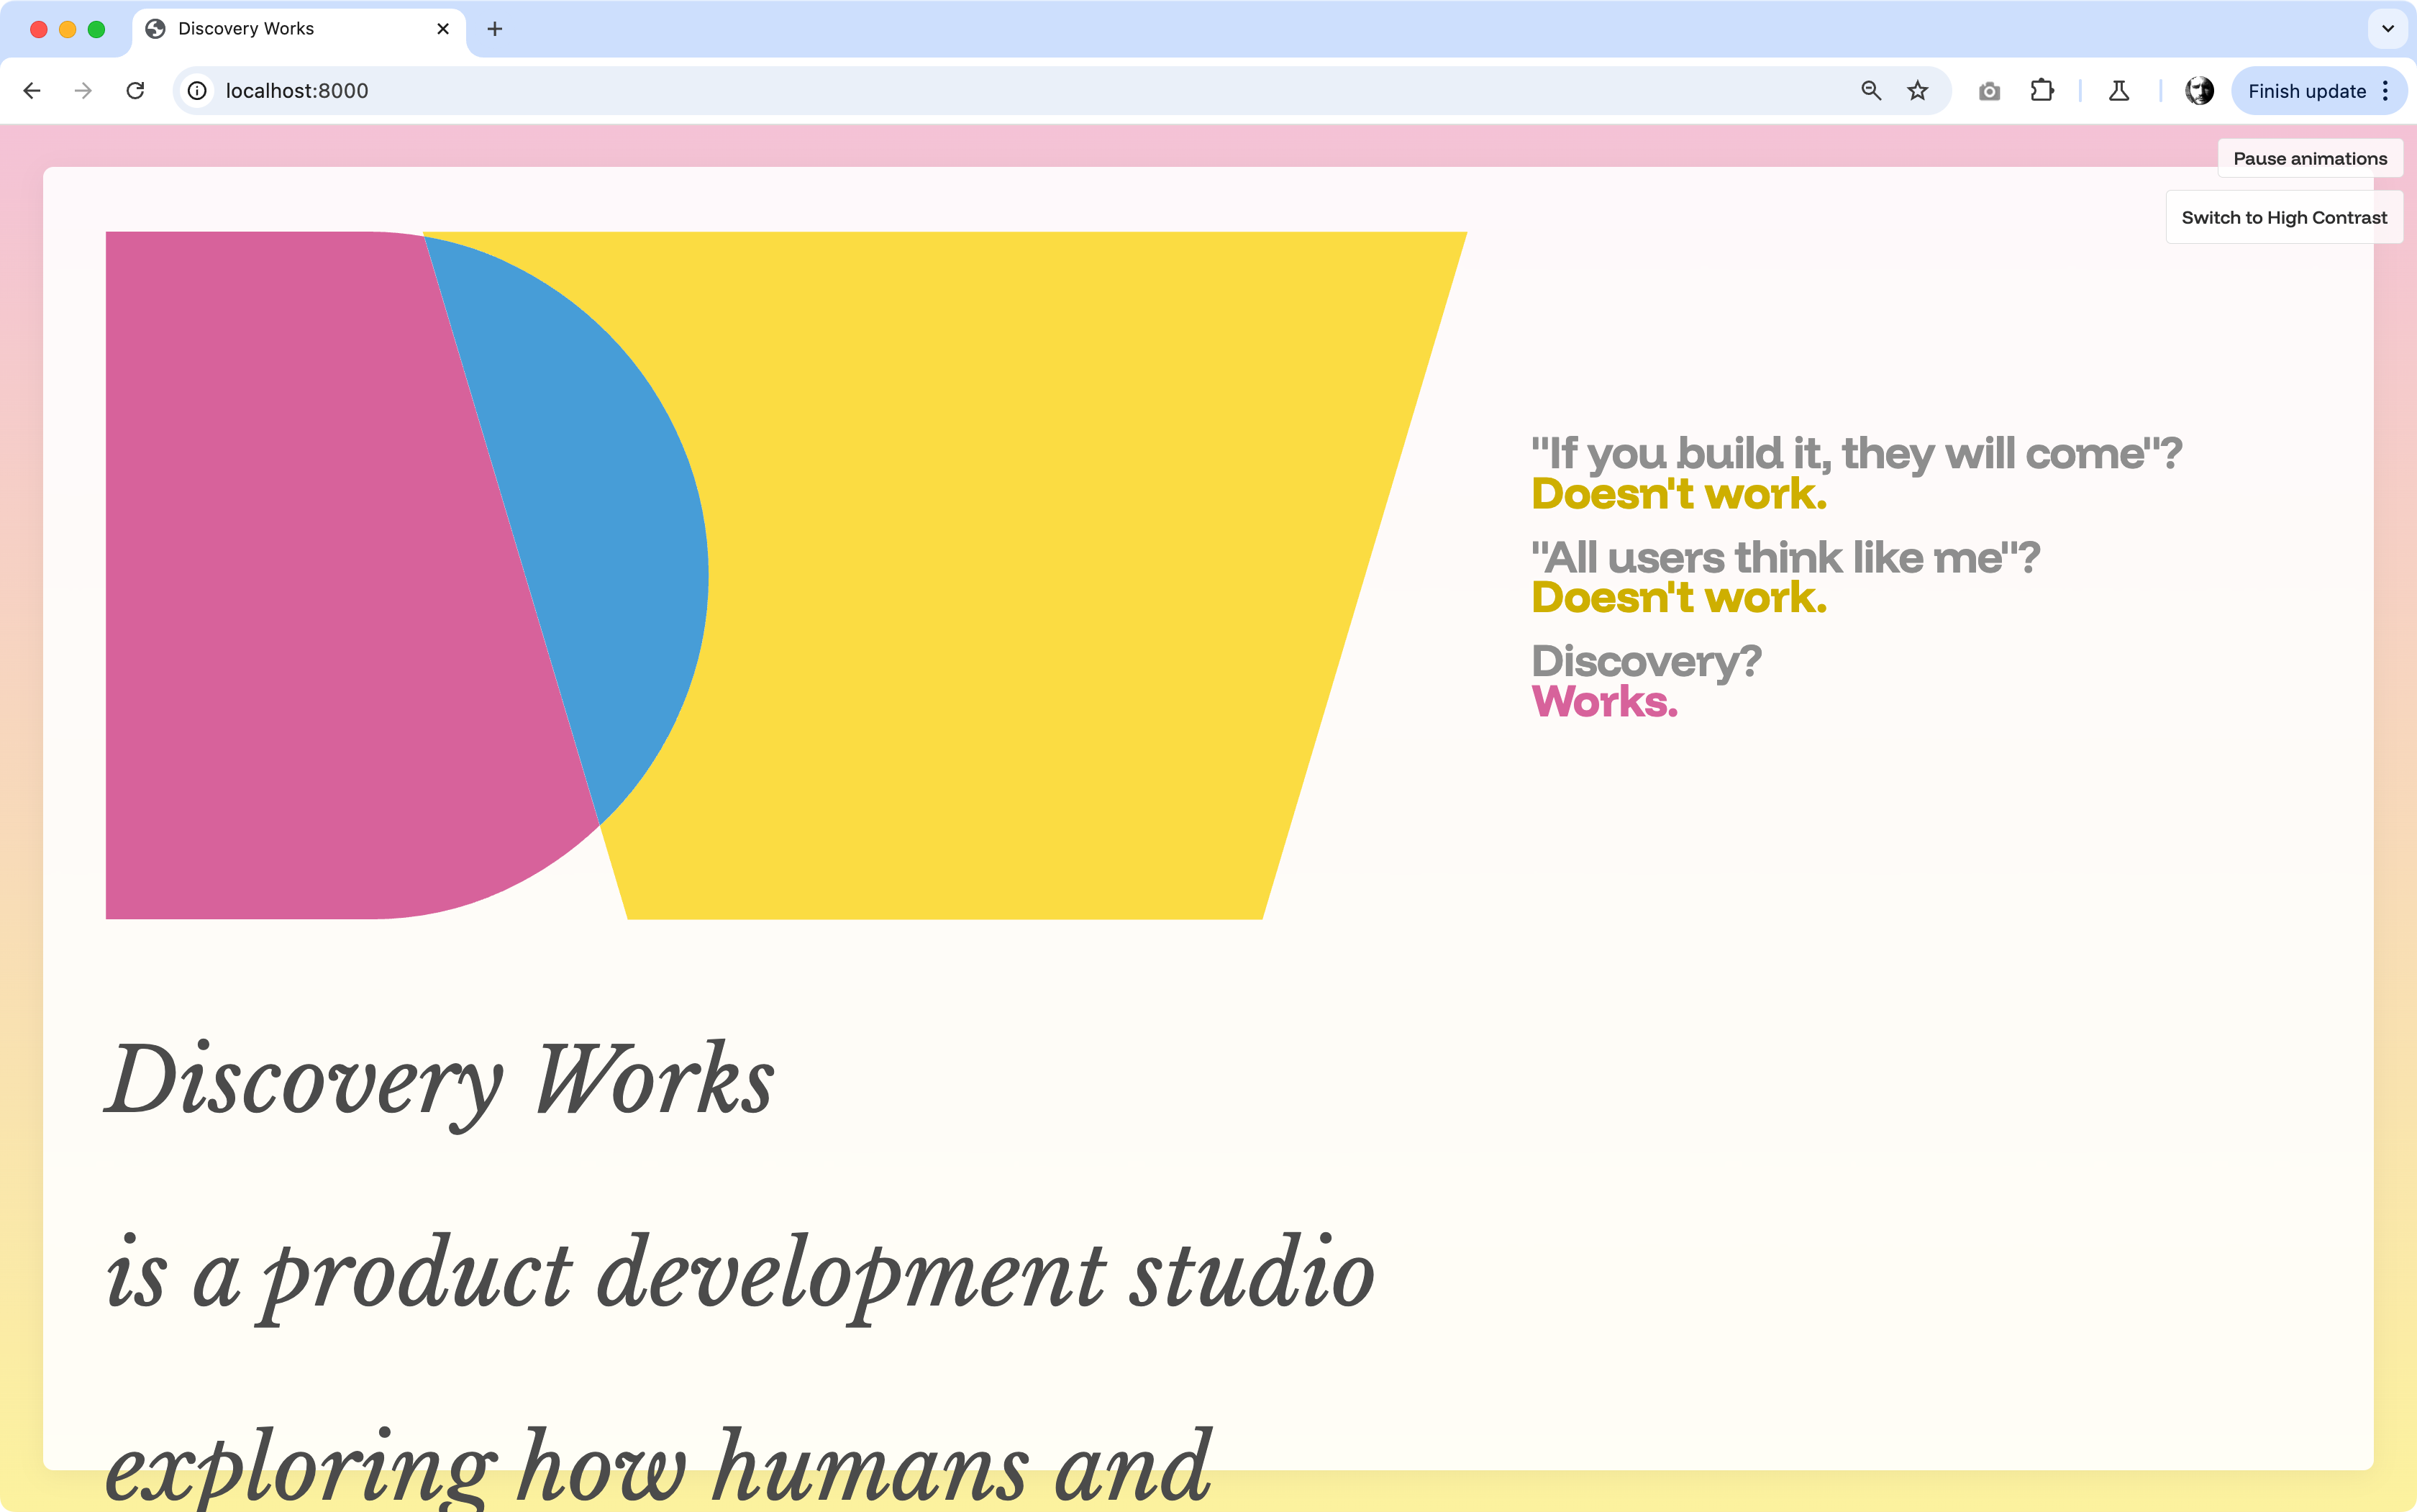 Discovery Works
localhost:8000
Finish update
Pause animations
Switch to High Contrast
"If you build it, they will come"?
Doesn't work.
"All users think like me"?
Doesn't work.
Discovery?
Works.
Discovery Works
is a product development studio
exploring how humans and